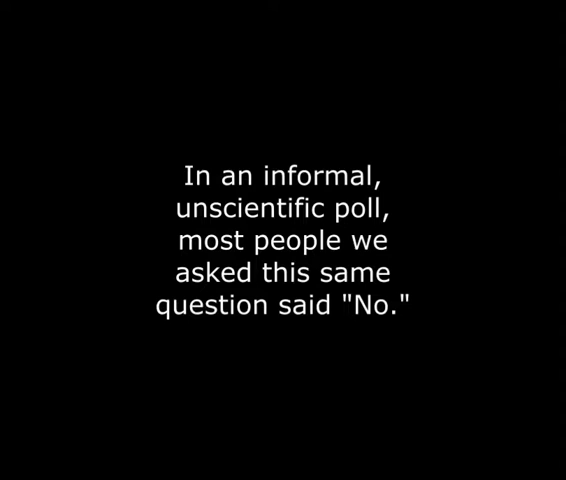 In an informal,
unscientific poll,
most people we
asked this same
question said "No."